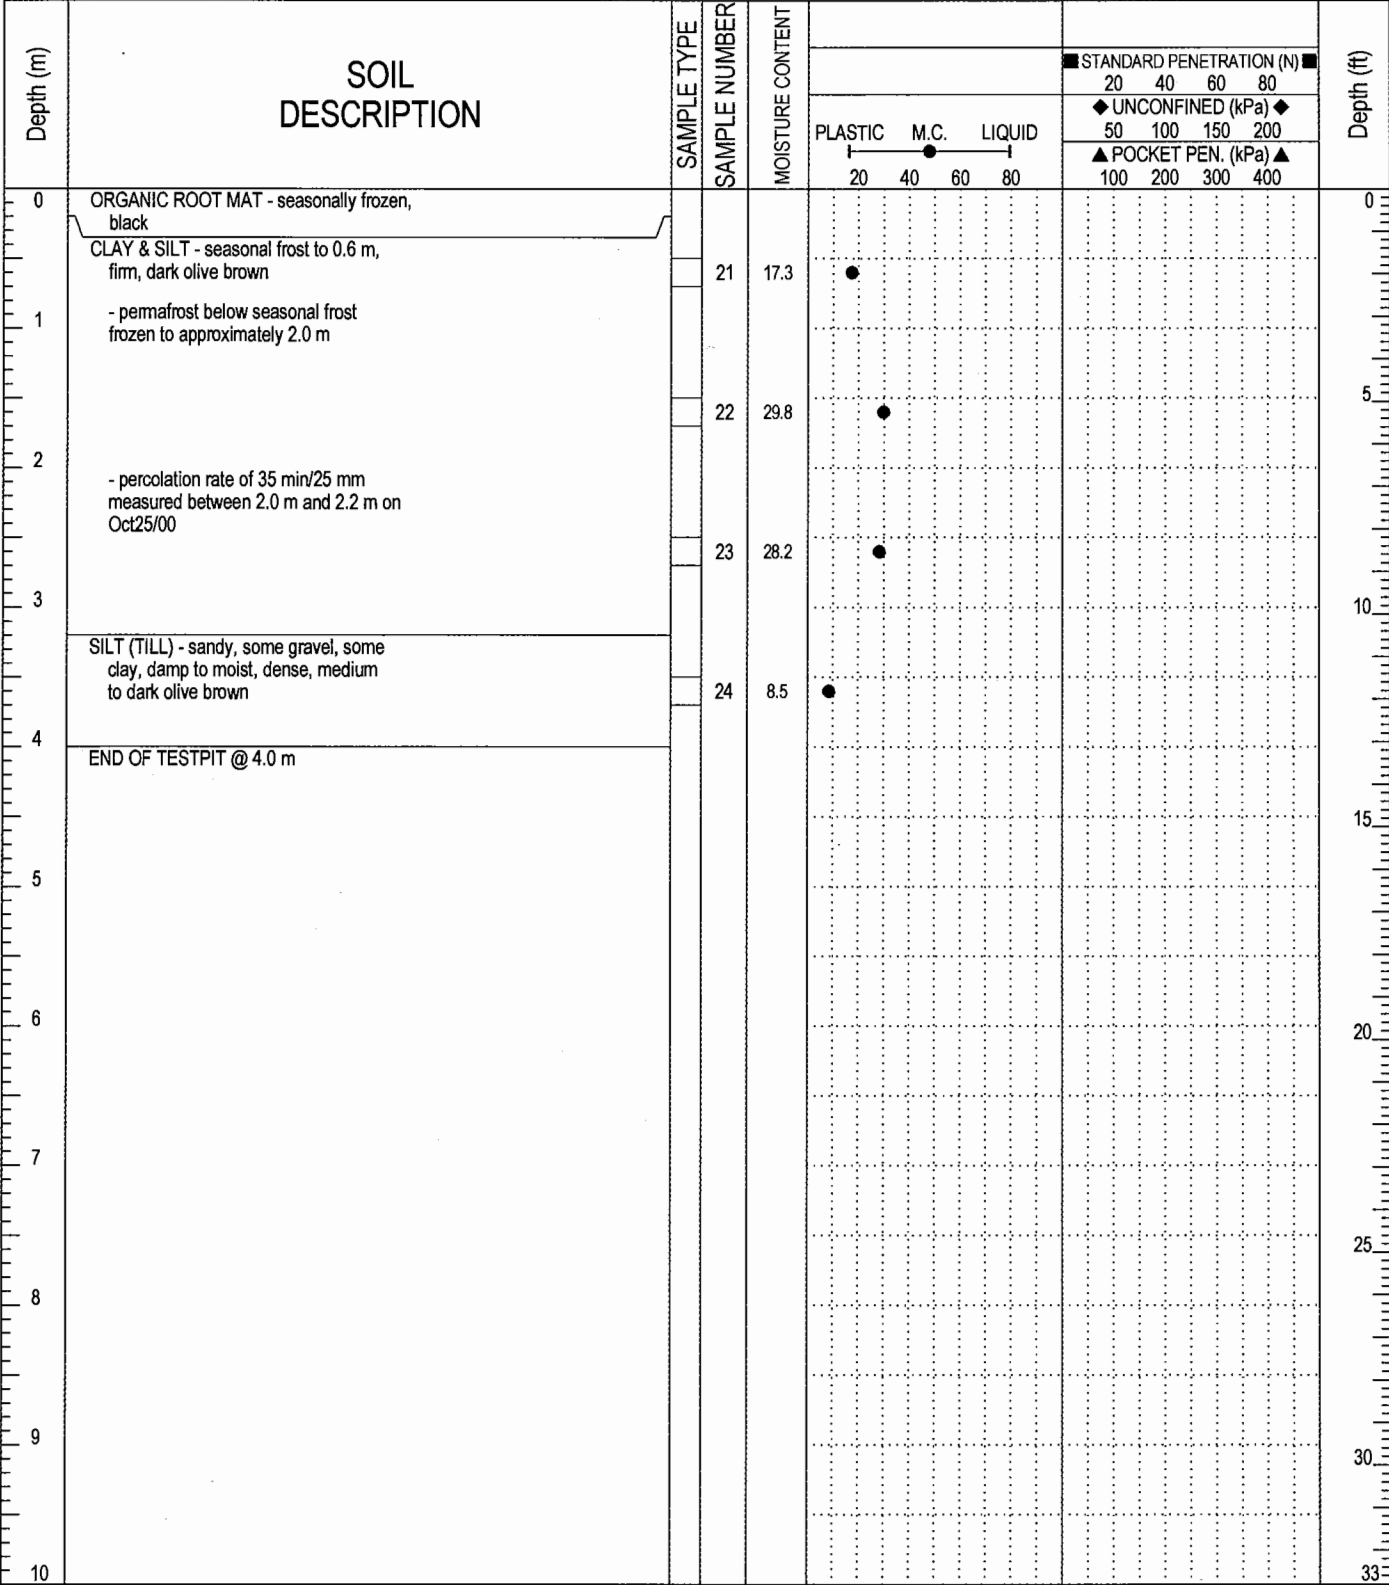 Depth (m)
SOIL
DESCRIPTION
SAMPLE TYPE
SAMPLE NUMBER
MOISTURE CONTENT
PLASTIC M.C. LIQUID
20 40 60 80
■ STANDARD PENETRATION (N) ■
20 40 60 80
◆ UNCONFINED (kPa) ◆
50 100 150 200
▲ POCKET PEN. (kPa) ▲
100 200 300 400
Depth (ft)
0
ORGANIC ROOT MAT - seasonally frozen,
black
CLAY & SILT - seasonal frost to 0.6 m,
firm, dark olive brown
21 17.3
- permafrost below seasonal frost
frozen to approximately 2.0 m
1
22 29.8
2
- percolation rate of 35 min/25 mm
measured between 2.0 m and 2.2 m on
Oct25/00
23 28.2
3
SILT (TILL) - sandy, some gravel, some
clay, damp to moist, dense, medium
to dark olive brown
24 8.5
4
END OF TESTPIT @ 4.0 m
5
6
7
8
9
10
0
5
10
15
20
25
30
33